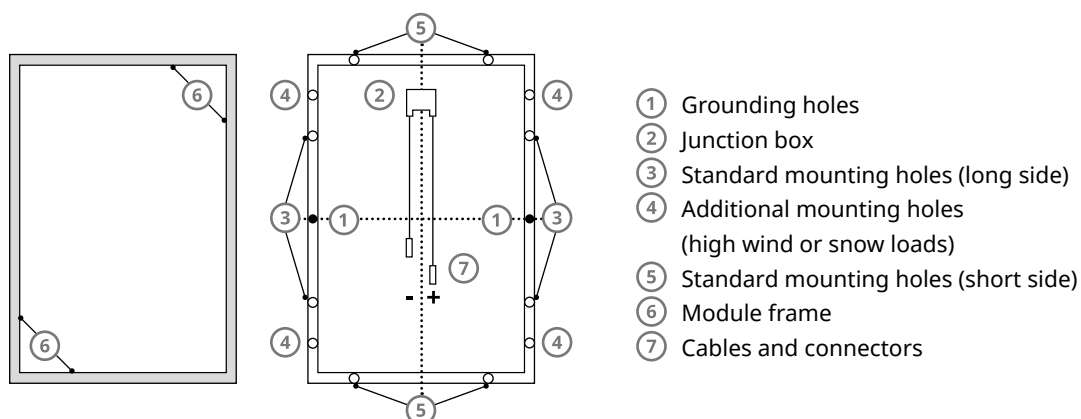 5
6
4
2
4
3
1
1
3
7
- +
6
4
4
5
1 Grounding holes
2 Junction box
3 Standard mounting holes (long side)
4 Additional mounting holes
(high wind or snow loads)
5 Standard mounting holes (short side)
6 Module frame
7 Cables and connectors